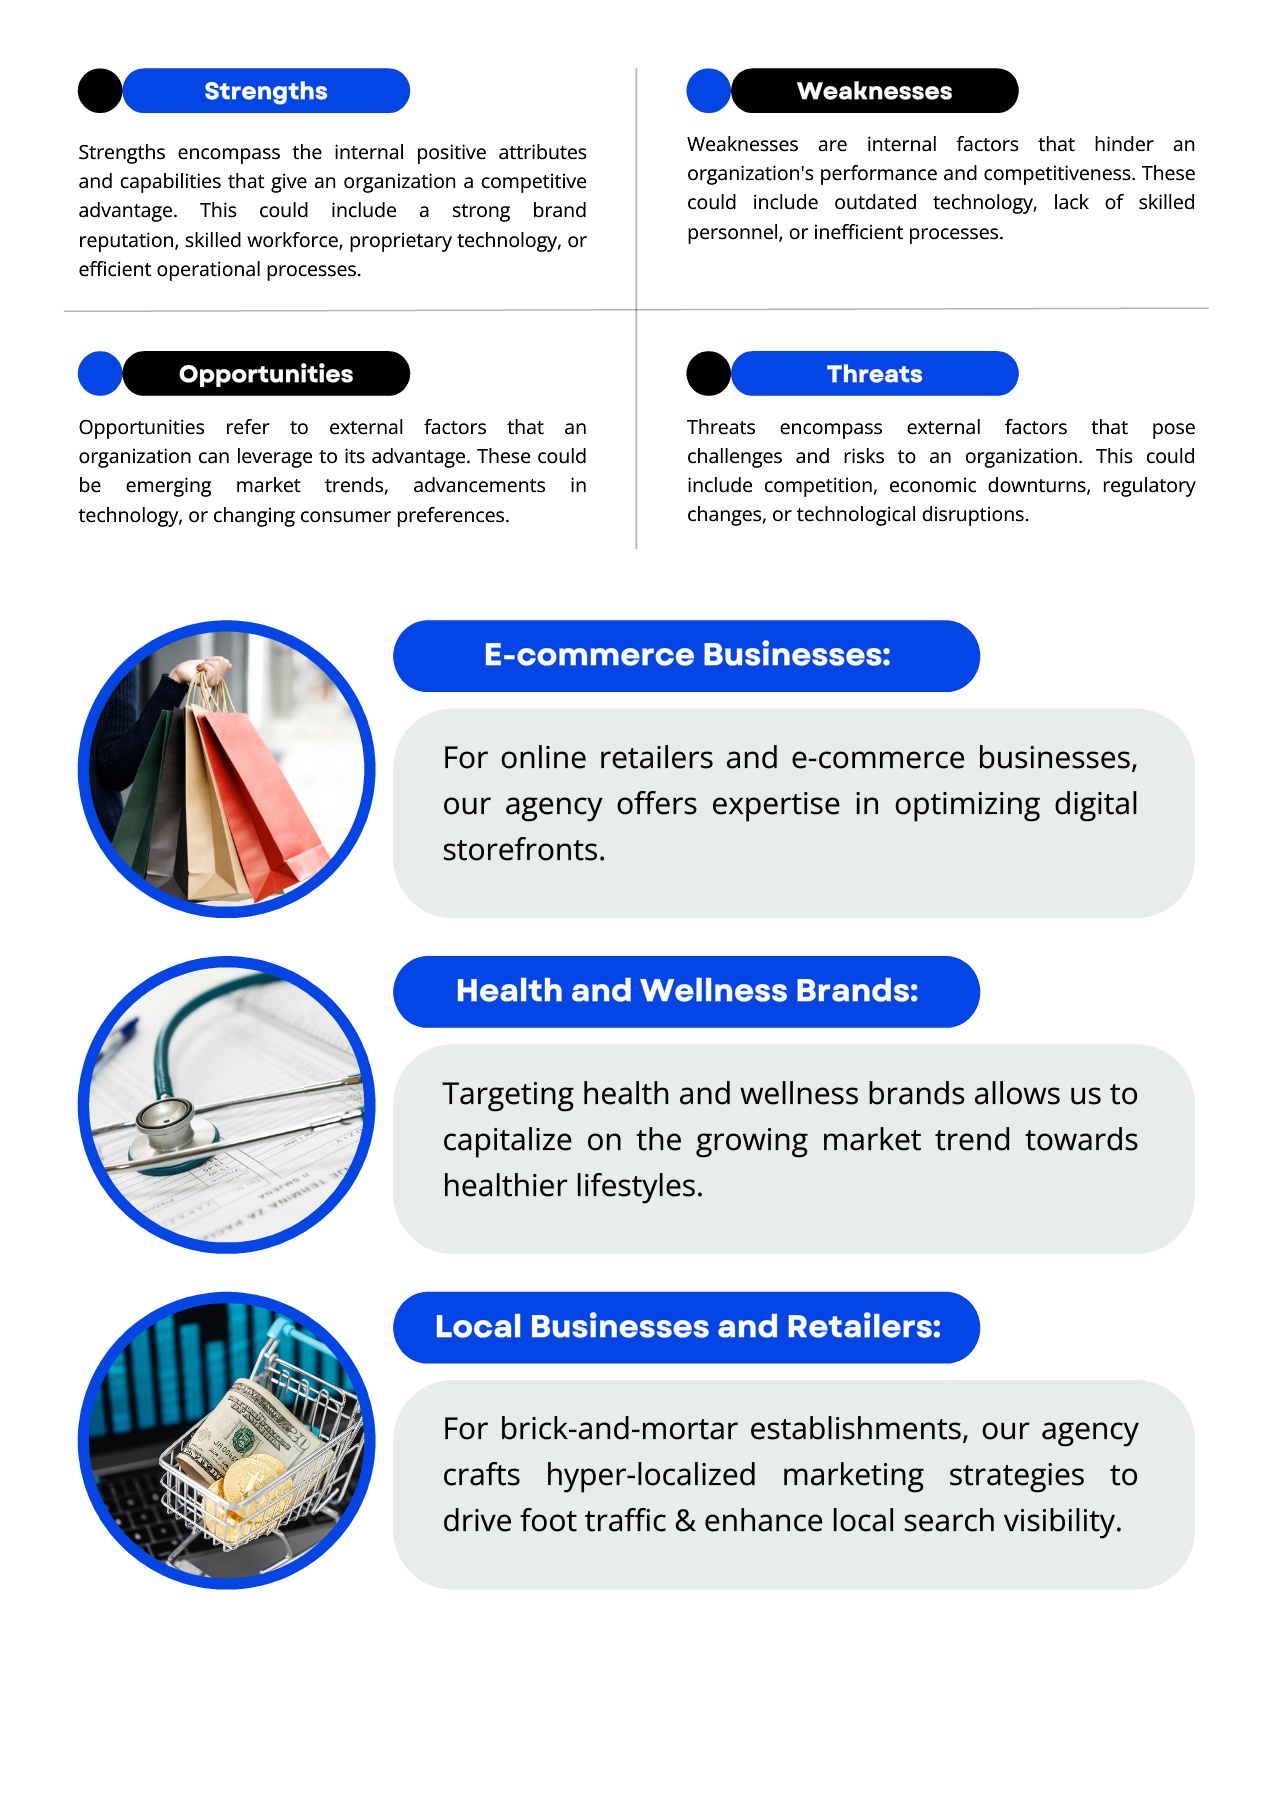 Strengths
Strengths encompass the internal positive attributes
and capabilities that give an organization a competitive
advantage. This could include a strong brand
reputation, skilled workforce, proprietary technology, or
efficient operational processes.
Weaknesses
Weaknesses are internal factors that hinder an
organization's performance and competitiveness. These
could include outdated technology, lack of skilled
personnel, or inefficient processes.
Opportunities
Opportunities refer to external factors that an
organization can leverage to its advantage. These could
be emerging market trends, advancements in
technology, or changing consumer preferences.
Threats
Threats encompass external factors that pose
challenges and risks to an organization. This could
include competition, economic downturns, regulatory
changes, or technological disruptions.
E-commerce Businesses:
For online retailers and e-commerce businesses,
our agency offers expertise in optimizing digital
storefronts.
Health and Wellness Brands:
Targeting health and wellness brands allows us to
capitalize on the growing market trend towards
healthier lifestyles.
Local Businesses and Retailers:
For brick-and-mortar establishments, our agency
crafts hyper-localized marketing strategies to
drive foot traffic & enhance local search visibility.